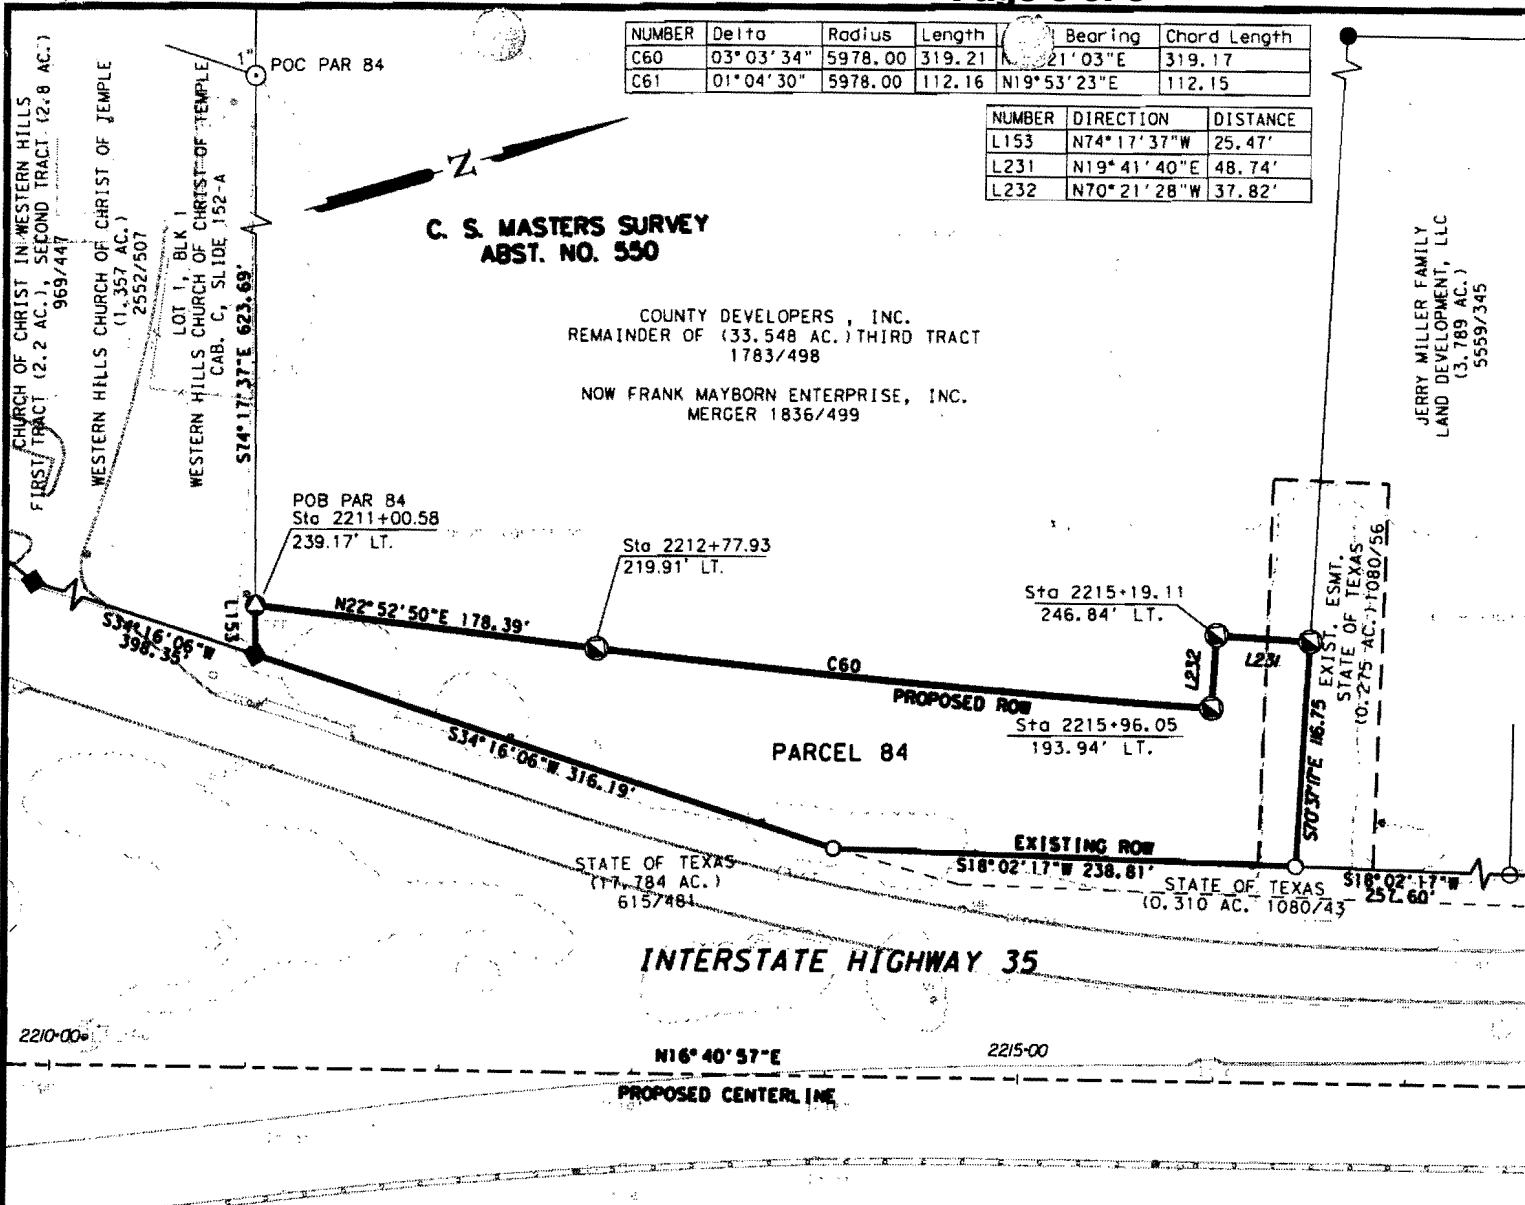 NUMBER Delta Radius Length Bearing Chord Length
C60 03°03'34" 5978.00 319.21 21'03"E 319.17
C61 01°04'30" 5978.00 112.16 N19°53'23"E 112.15
NUMBER DIRECTION DISTANCE
L153 N74°17'37"W 25.47'
L231 N19°41'40"E 48.74'
L232 N70°21'28"W 37.82'
1"
POC PAR 84
N
C. S. MASTERS SURVEY
ABST. NO. 550
CHURCH OF CHRIST IN WESTERN HILLS
FIRST TRACT (2.2 AC.), SECOND TRACT (2.8 AC.)
969/447
WESTERN HILLS CHURCH OF CHRIST OF TEMPLE
(1.357 AC.)
2552/507
LOT 1, BLK 1
WESTERN HILLS CHURCH OF CHRIST OF TEMPLE
CAB. C, SLIDE 152-A
S74°17'37"E 623.69'
COUNTY DEVELOPERS , INC.
REMAINDER OF (33.548 AC.) THIRD TRACT
1783/498
NOW FRANK MAYBORN ENTERPRISE, INC.
MERGER 1836/499
JERRY MILLER FAMILY
LAND DEVELOPMENT, LLC
(3.789 AC.)
5559/345
POB PAR 84
Sta 2211+00.58
239.17' LT.
Sta 2212+77.93
219.91' LT.
Sta 2215+19.11
246.84' LT.
EXIST. ESMT.
STATE OF TEXAS
(0.275 AC.) 1080/56
L153
N22°52'50"E 178.39'
S34°16'06"W
398.35'
C60
PROPOSED ROW
L232
L231
Sta 2215+96.05
193.94' LT.
S70°37'17"E 116.75
PARCEL 84
S34°16'06"W 316.19'
EXISTING ROW
S18°02'17"W 238.81'
STATE OF TEXAS
(17.784 AC.)
615/481
STATE OF TEXAS
(0.310 AC. 1080/43
S18°02'17"W
257.60'
INTERSTATE HIGHWAY 35
2210+00
N16°40'57"E
2215+00
PROPOSED CENTERLINE